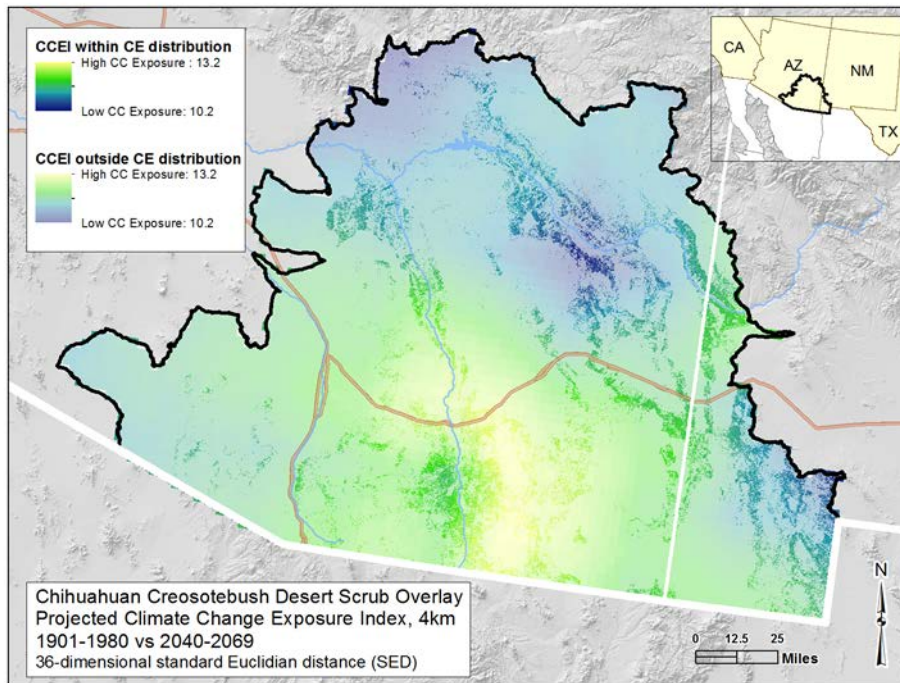 CCEI within CE distribution
High CC Exposure : 13.2
Low CC Exposure: 10.2
CCEI outside CE distribution
High CC Exposure: 13.2
Low CC Exposure: 10.2
CA
AZ
NM
TX
Chihuahuan Creosotebush Desert Scrub Overlay
Projected Climate Change Exposure Index, 4km
1901-1980 vs 2040-2069
36-dimensional standard Euclidian distance (SED)
N
0 12.5 25
Miles